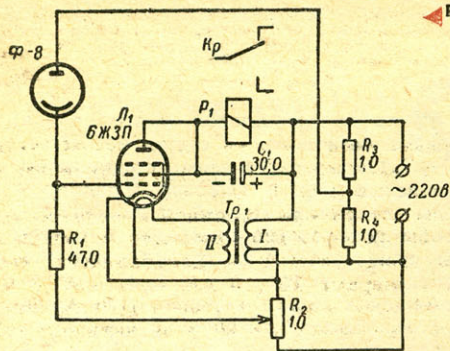 Ф-8
Кр
Л₁
6Ж3П
Р₁
C₁
30,0
− +
R₃
1,0
~ 220в
R₄
1,0
Тр₁
II I
R₁
47,0
R₂
1,0